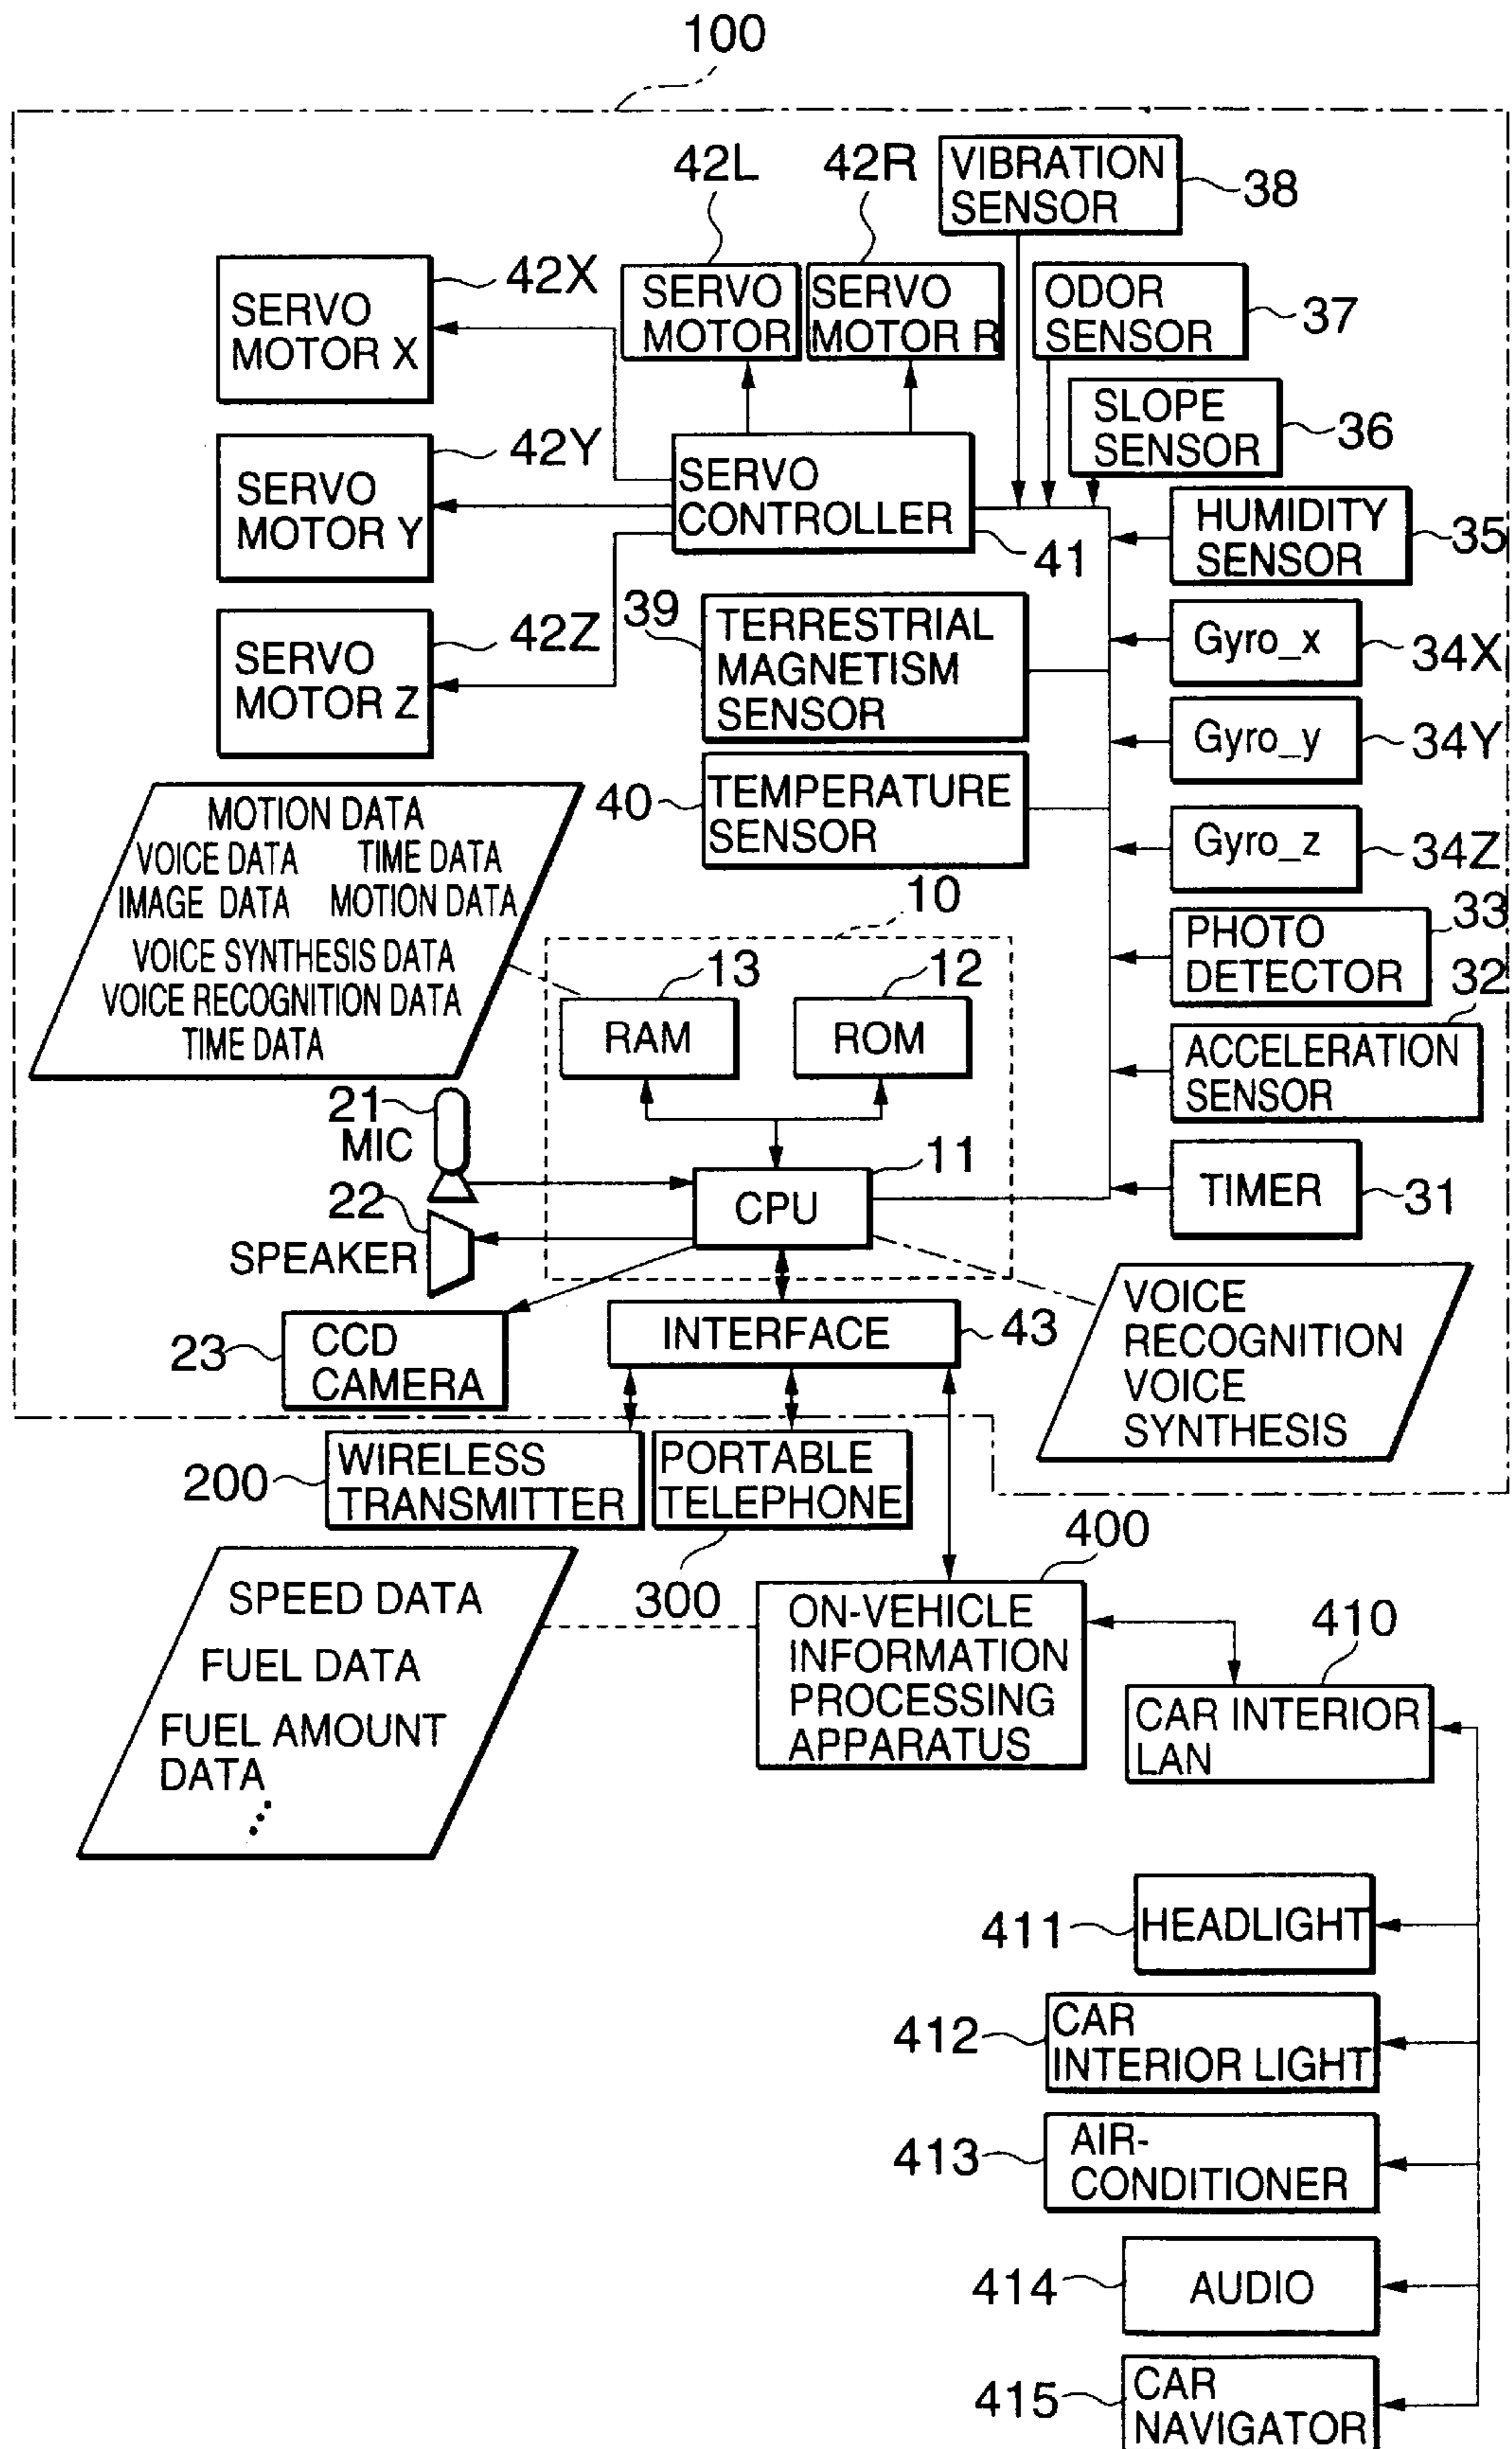 100
42L
42R
VIBRATION
SENSOR
38
42X
SERVO
MOTOR X
SERVO
MOTOR
SERVO
MOTOR R
ODOR
SENSOR
37
SLOPE
SENSOR
36
42Y
SERVO
MOTOR Y
SERVO
CONTROLLER
41
HUMIDITY
SENSOR
35
42Z
SERVO
MOTOR Z
39
TERRESTRIAL
MAGNETISM
SENSOR
Gyro_x
34X
Gyro_y
34Y
40
TEMPERATURE
SENSOR
Gyro_z
34Z
MOTION DATA
VOICE DATA TIME DATA
IMAGE DATA MOTION DATA
VOICE SYNTHESIS DATA
VOICE RECOGNITION DATA
TIME DATA
10
33
PHOTO
DETECTOR
13
RAM
12
ROM
32
ACCELERATION
SENSOR
21
MIC
11
CPU
TIMER
31
22
SPEAKER
23
CCD
CAMERA
INTERFACE
43
VOICE
RECOGNITION
VOICE
SYNTHESIS
200
WIRELESS
TRANSMITTER
PORTABLE
TELEPHONE
300
400
SPEED DATA
FUEL DATA
FUEL AMOUNT
DATA
ON-VEHICLE
INFORMATION
PROCESSING
APPARATUS
410
CAR INTERIOR
LAN
411
HEADLIGHT
412
CAR
INTERIOR LIGHT
413
AIR-
CONDITIONER
414
AUDIO
415
CAR
NAVIGATOR